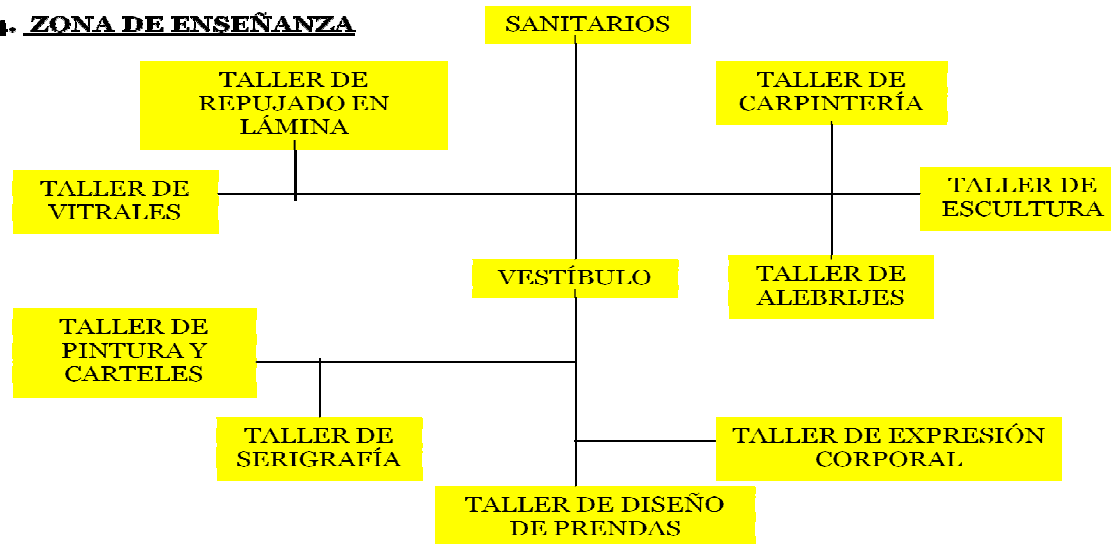 4. ZONA DE ENSEÑANZA
SANITARIOS
TALLER DE
REPUJADO EN
LÁMINA
TALLER DE
CARPINTERÍA
TALLER DE
VITRALES
TALLER DE
ESCULTURA
VESTÍBULO
TALLER DE
ALEBRIJES
TALLER DE
PINTURA Y
CARTELES
TALLER DE
SERIGRAFÍA
TALLER DE EXPRESIÓN
CORPORAL
TALLER DE DISEÑO
DE PRENDAS